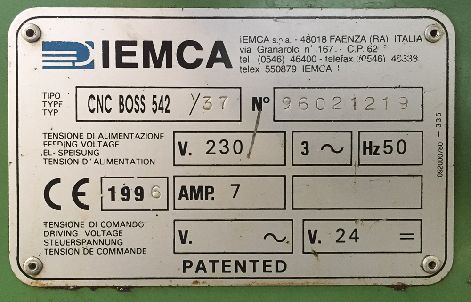 IEMCA
IEMCA s.p.a. - 48018 FAENZA (RA) ITALIA
via Granarolo n° 167 - C.P. 62
tel (0546) 46400 - telefax (0546)
telex 550879 IEMCA I
TIPO
TYPE
TYP
CNC BOSS 542 /37 N° 96021219
TENSIONE DI ALIMENTAZIONE
FEEDING VOLTAGE
EL-SPEISUNG
TENSION D'ALIMENTATION
V. 230 / 3 ~ Hz 50
CE 1996 AMP. 7
TENSIONE DI COMANDO
DRIVING VOLTAGE
STEUERSPANNUNG
TENSION DE COMMANDE
V. ~ V. 24 =
PATENTED